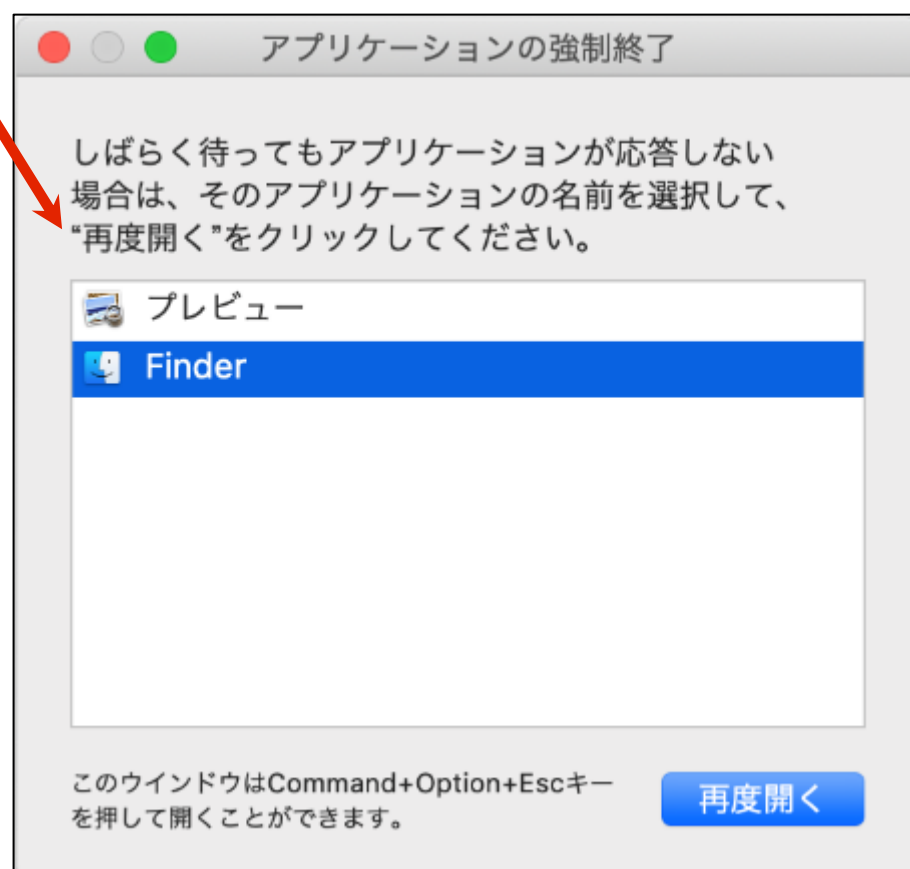 アプリケーションの強制終了
しばらく待ってもアプリケーションが応答しない
場合は、そのアプリケーションの名前を選択して、
“再度開く”をクリックしてください。
プレビュー
Finder
このウインドウはCommand+Option+Escキー
を押して開くことができます。
再度開く